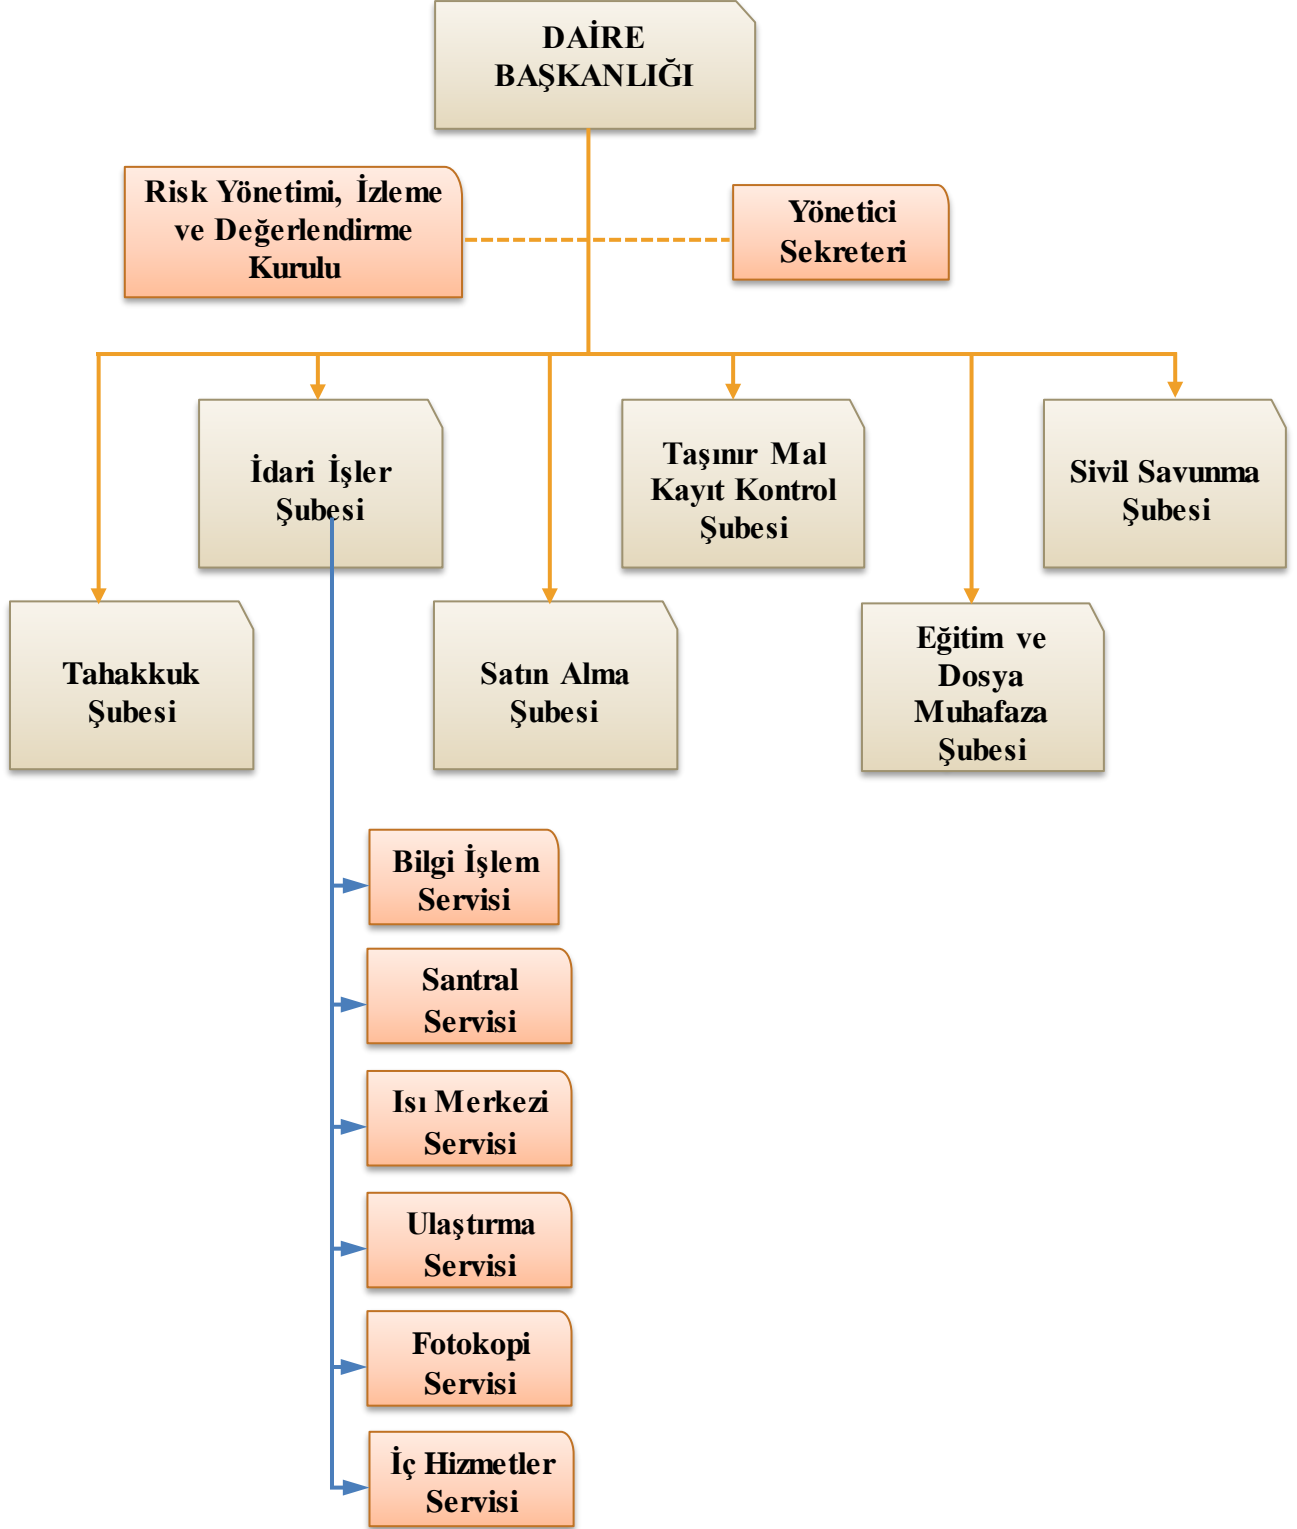 DAİRE
BAŞKANLIĞI
Risk Yönetimi, İzleme
ve Değerlendirme
Kurulu
Yönetici
Sekreteri
İdari İşler
Şubesi
Taşınır Mal
Kayıt Kontrol
Şubesi
Sivil Savunma
Şubesi
Tahakkuk
Şubesi
Satın Alma
Şubesi
Eğitim ve
Dosya
Muhafaza
Şubesi
Bilgi İşlem
Servisi
Santral
Servisi
Isı Merkezi
Servisi
Ulaştırma
Servisi
Fotokopi
Servisi
İç Hizmetler
Servisi